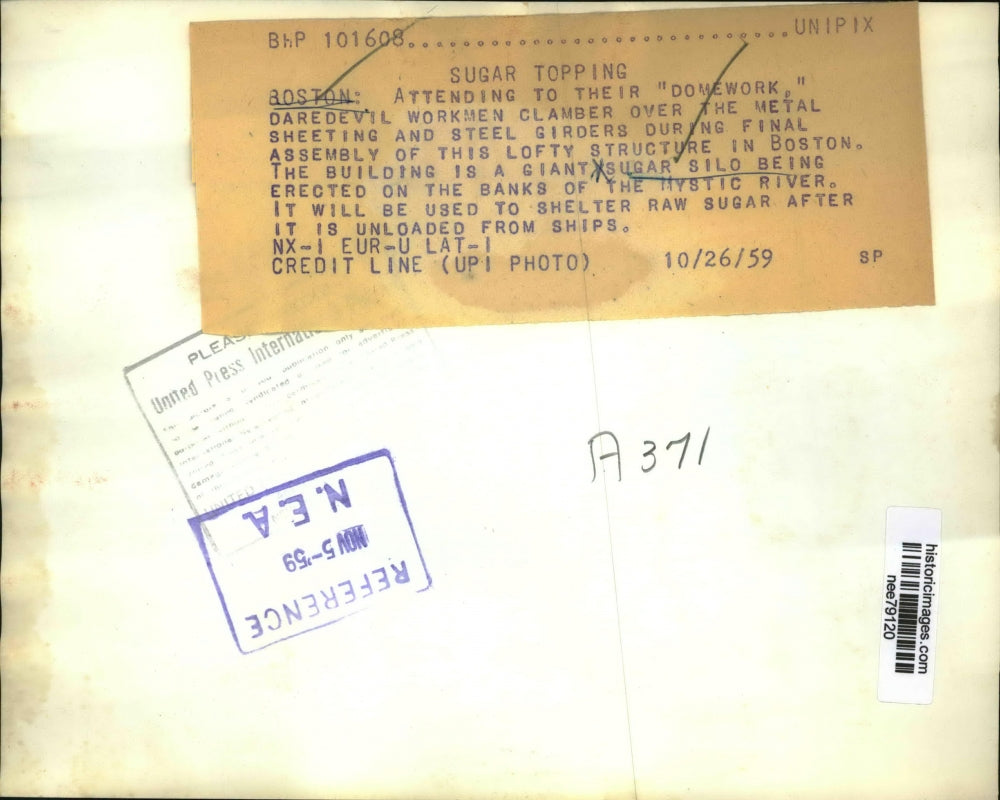 BHP 101608.......................................UNIPIX
SUGAR TOPPING
BOSTON: ATTENDING TO THEIR "DOMEWORK,"
DAREDEVIL WORKMEN CLAMBER OVER THE METAL
SHEETING AND STEEL GIRDERS DURING FINAL
ASSEMBLY OF THIS LOFTY STRUCTURE IN BOSTON.
THE BUILDING IS A GIANT SUGAR SILO BEING
ERECTED ON THE BANKS OF THE MYSTIC RIVER.
IT WILL BE USED TO SHELTER RAW SUGAR AFTER
IT IS UNLOADED FROM SHIPS.
NX-1 EUR-U LAT-1
CREDIT LINE (UPI PHOTO) 10/26/59 SP
United Press
UNITED
A 371
REFERENCE
NOV 5-'59
N.E.A
historicimages.com
nee79120